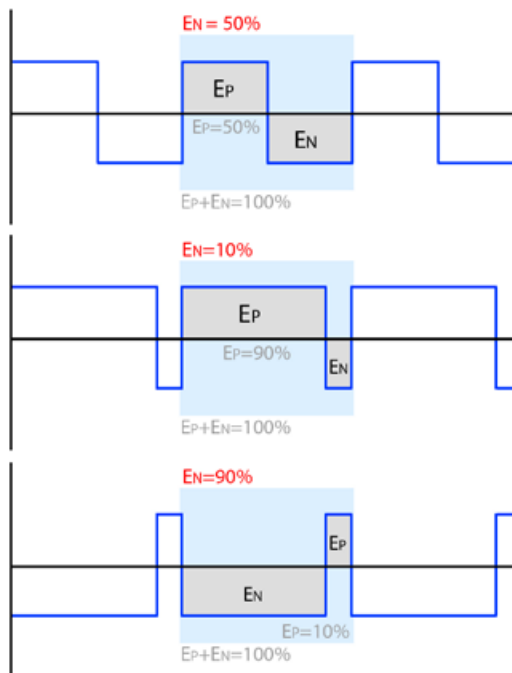 EN = 50%
EP
EP=50%
EN
EP+EN=100%
EN=10%
EP
EP=90%
EN
EP+EN=100%
EN=90%
EP
EN
EP=10%
EP+EN=100%